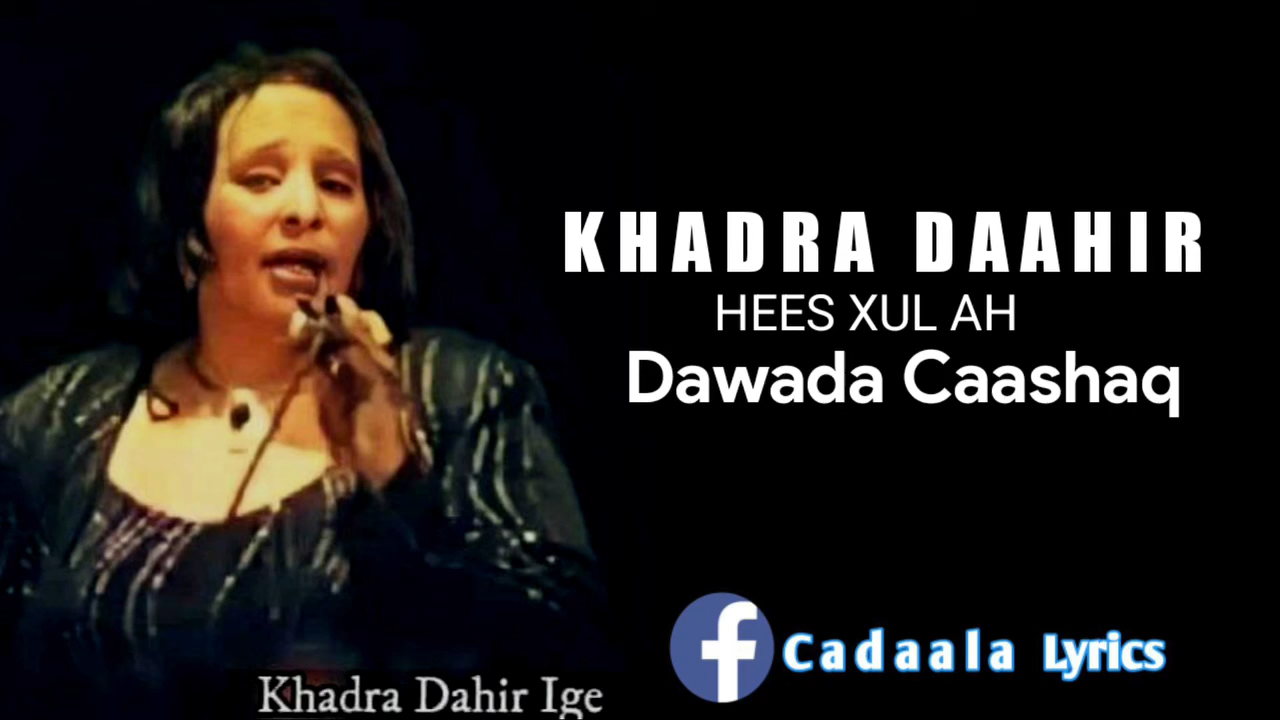 KHADRA DAAHIR
HEES XUL AH
Dawada Caashaq
f Cadaala Lyrics
Khadra Dahir Ige